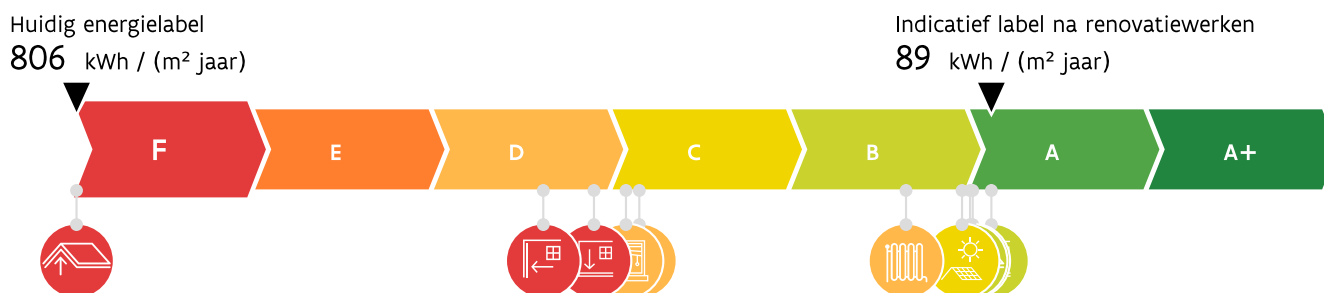 Huidig energielabel
806 kWh / (m² jaar)
Indicatief label na renovatiewerken
89 kWh / (m² jaar)
F E D C B A A+